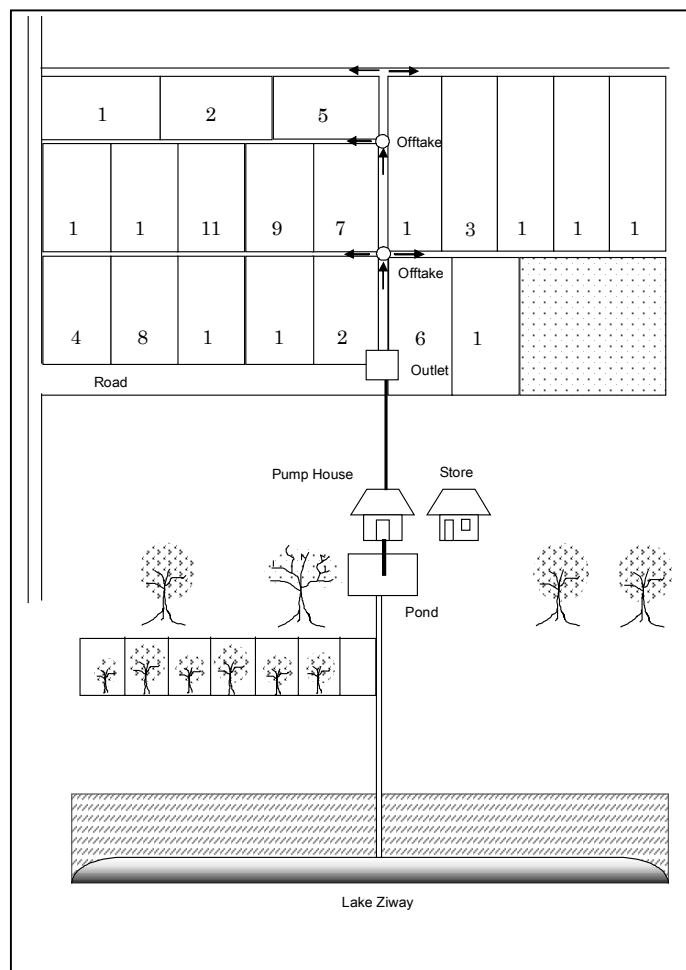 1 2 5
Offtake
1 1 11 9 7 1 3 1 1 1
Offtake
4 8 1 1 2 6 1
Outlet
Road
Pump House Store
Pond
Lake Ziway